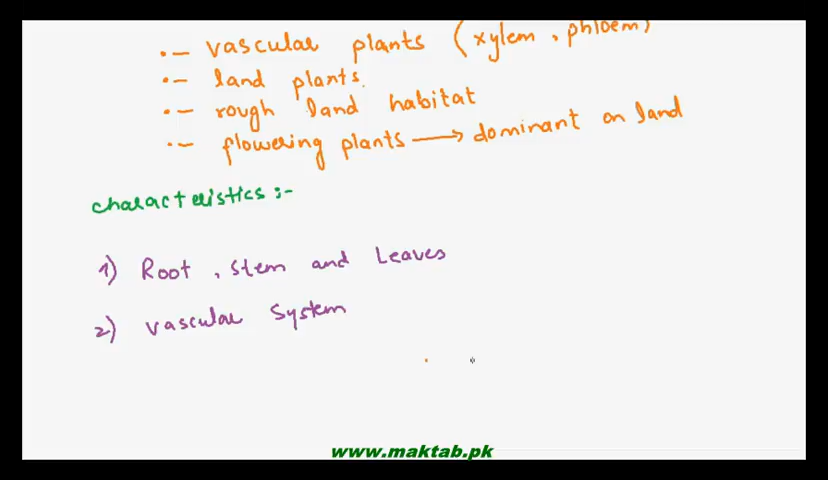 ·– vascular plants (xylem, phloem)
·– land plants.
·– rough land habitat
·– flowering plants ⟶ dominant on land
characteristics:-
1) Root, stem and Leaves
2) vascular system
www.maktab.pk